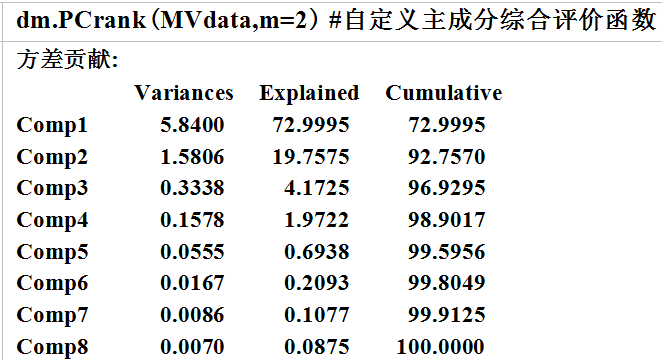 dm.PCrank(MVdata,m=2) #自定义主成分综合评价函数
方差贡献:
Variances Explained Cumulative
Comp1 5.8400 72.9995 72.9995
Comp2 1.5806 19.7575 92.7570
Comp3 0.3338 4.1725 96.9295
Comp4 0.1578 1.9722 98.9017
Comp5 0.0555 0.6938 99.5956
Comp6 0.0167 0.2093 99.8049
Comp7 0.0086 0.1077 99.9125
Comp8 0.0070 0.0875 100.0000